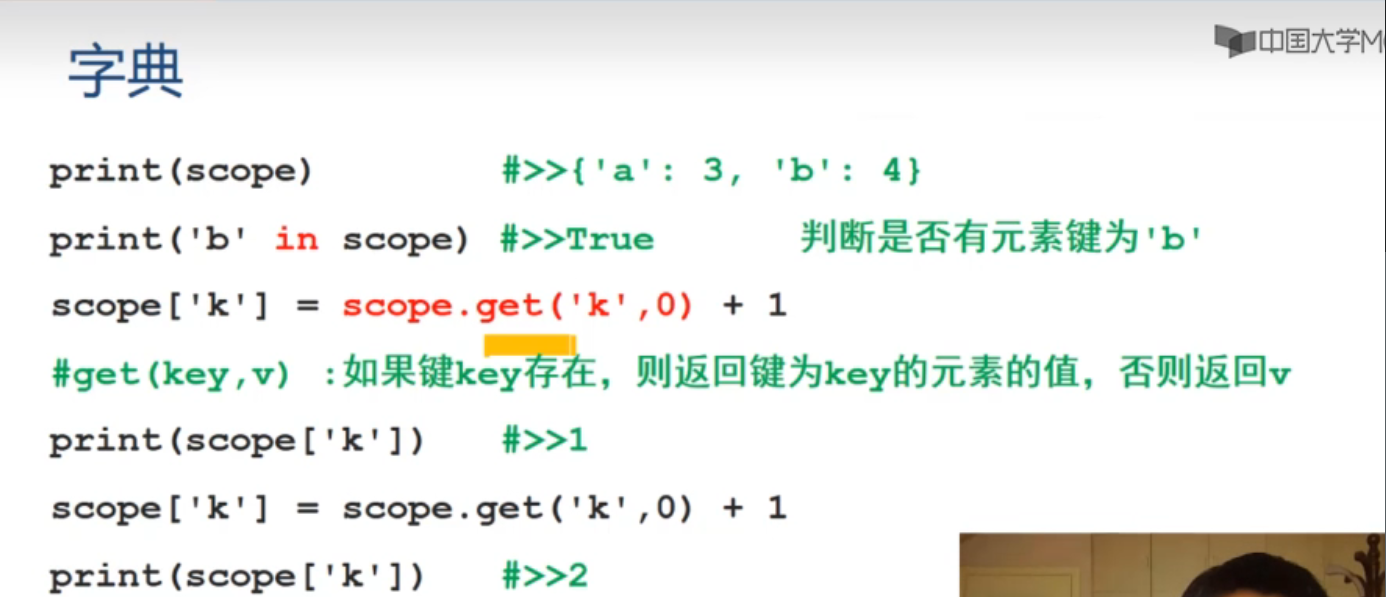 中国大学M
字典
print(scope) #>>{'a': 3, 'b': 4}
print('b' in scope) #>>True 判断是否有元素键为'b'
scope['k'] = scope.get('k',0) + 1
#get(key,v) :如果键key存在，则返回键为key的元素的值，否则返回v
print(scope['k']) #>>1
scope['k'] = scope.get('k',0) + 1
print(scope['k']) #>>2